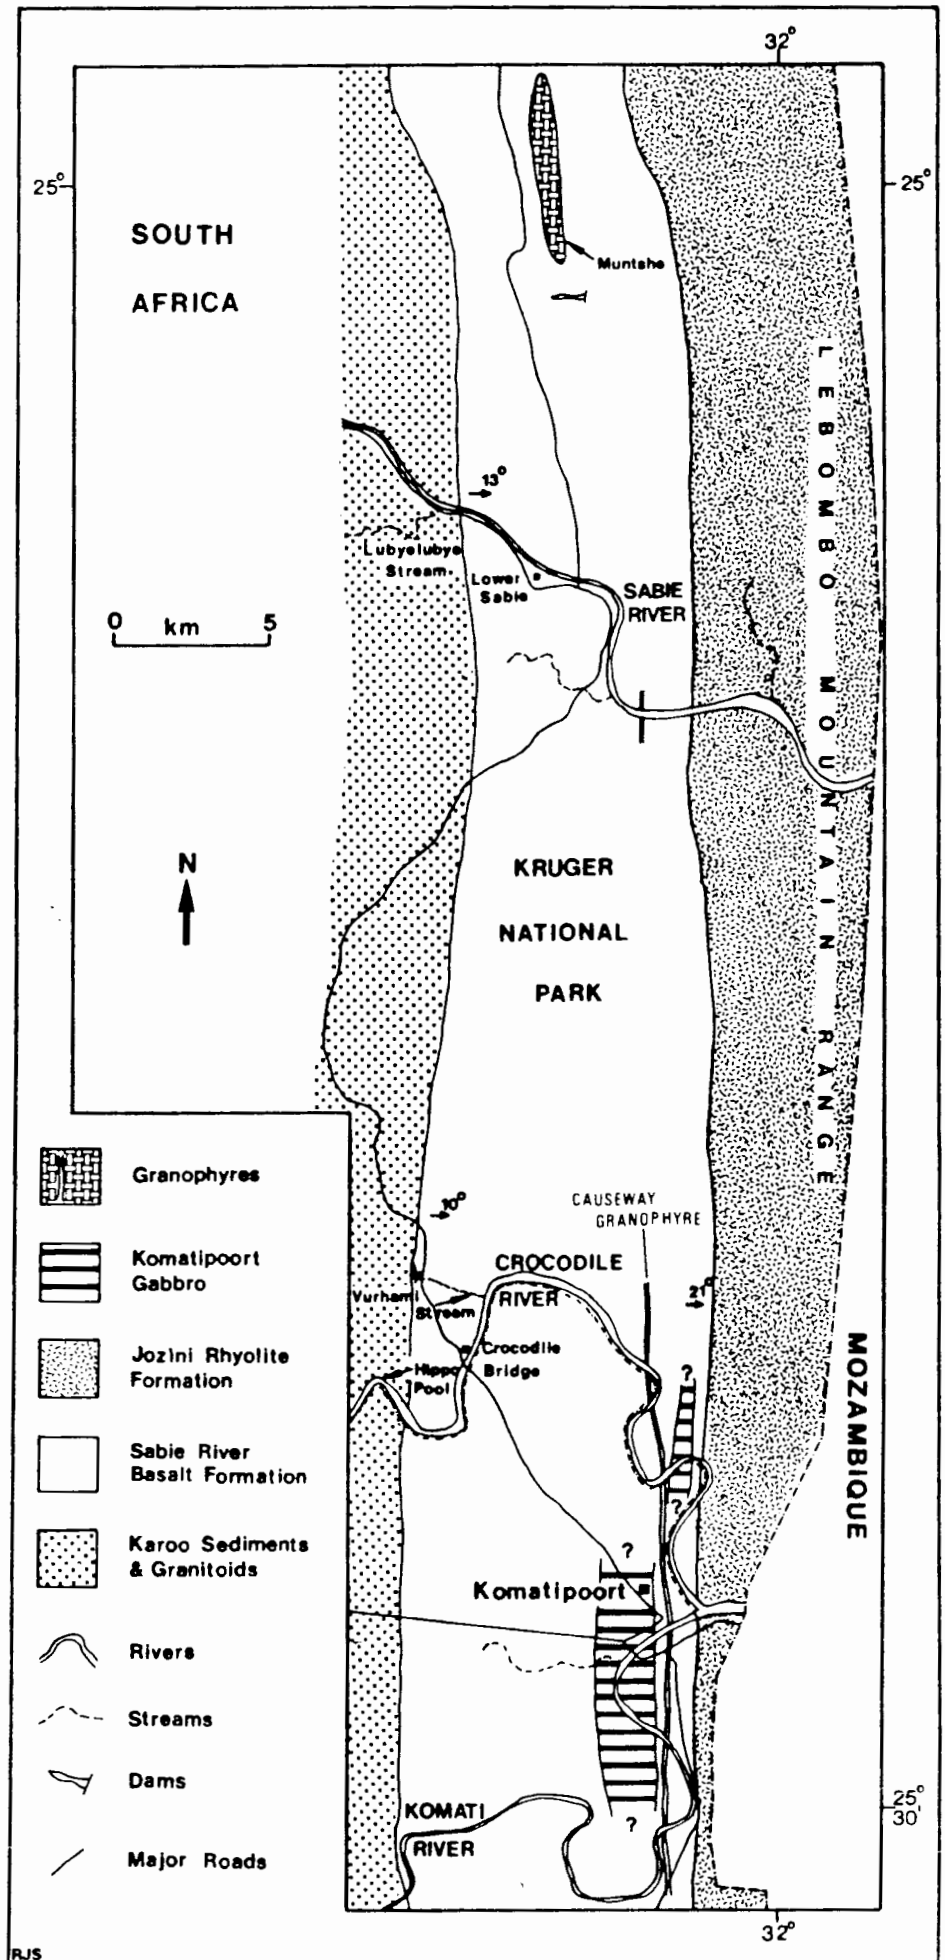 32°
25°
25°
SOUTH
AFRICA
Muntshe
LEBOMBO MOUNTAIN RANGE
13°
Lubyelubye
Stream.
Lower
Sabie
SABIE
RIVER
0 km 5
N
KRUGER
NATIONAL
PARK
10°
CAUSEWAY
GRANOPHYRE
CROCODILE
RIVER
21°
Vurhami
Stream
Crocodile
Bridge
Hippo
Pool
?
?
MOZAMBIQUE
?
Komatipoort
?
KOMATI
RIVER
25°
30'
32°
Granophyres
Komatipoort
Gabbro
Jozini Rhyolite
Formation
Sabie River
Basalt Formation
Karoo Sediments
& Granitoids
Rivers
Streams
Dams
Major Roads
RJS